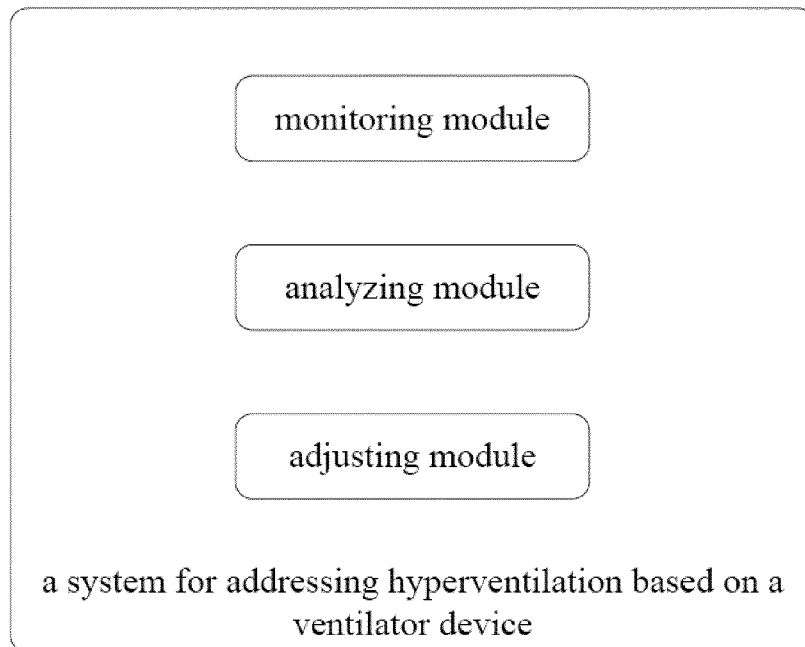 monitoring module
analyzing module
adjusting module
a system for addressing hyperventilation based on a
ventilator device